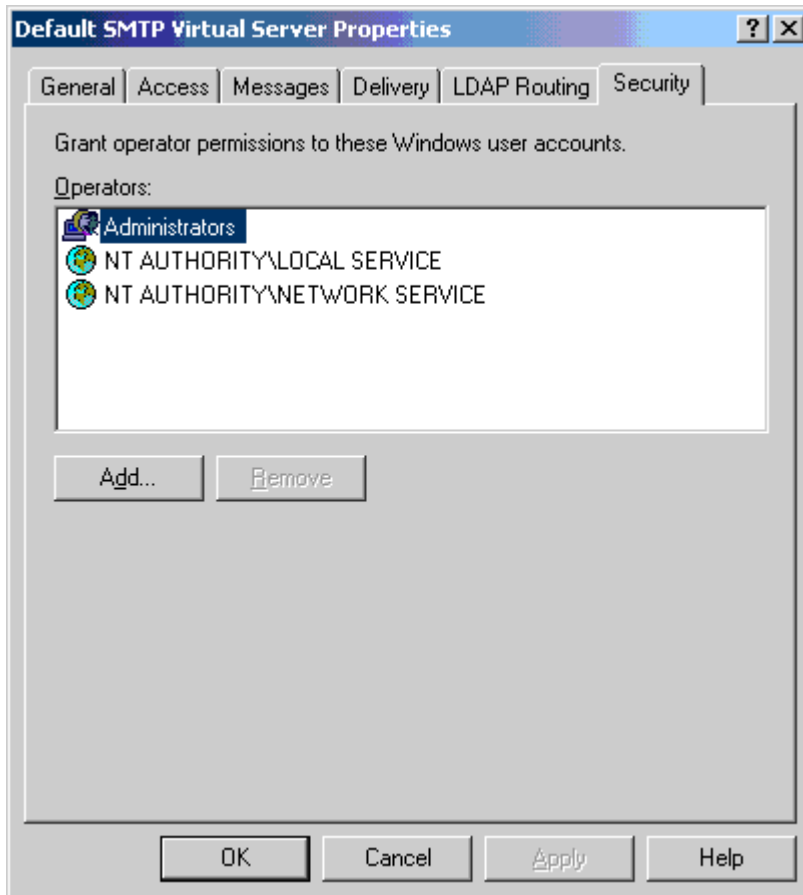 Default SMTP Virtual Server Properties
General Access Messages Delivery LDAP Routing Security
Grant operator permissions to these Windows user accounts.
Operators:
Administrators
NT AUTHORITY\LOCAL SERVICE
NT AUTHORITY\NETWORK SERVICE
Add... Remove
OK Cancel Apply Help